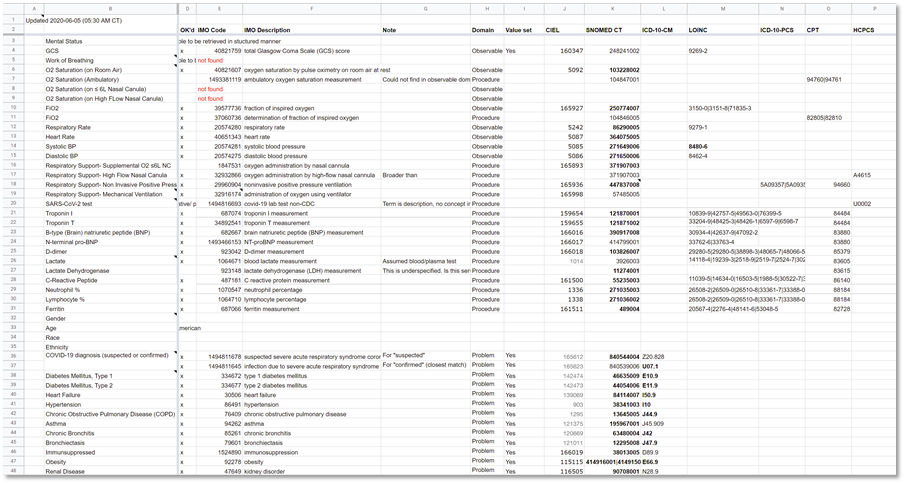 A B D E F G H I J K L N O P
1 Updated 2020-06-05 (05:30 AM CT)
2 OK'd IMO Code IMO Description Note Domain Value set CIEL SNOMED CT ICD-10-CM LOINC ICD-10-PCS CPT HCPCS
3 Mental Status ble to be retrieved in stuctured manner
4 GCS x 40821759 total Glasgow Coma Scale (GCS) score Observable Yes 160347 248241002 9269-2
5 Work of Breathing ble to not found
6 O2 Saturation (on Room Air) x 40821607 oxygen saturation by pulse oximetry on room air at rest Observable 5092 103228002
7 O2 Saturation (Ambulatory) 1493381119 ambulatory oxygen saturation measurement Could not find in observable dom Procedure 104847001 94760|94761
8 O2 Saturation (on ≤ 6L Nasal Canula) not found Observable
9 O2 Saturation (on High FLow Nasal Canula) not found Observable
10 FiO2 x 39577736 fraction of inspired oxygen Observable 165927 250774007 3150-0|3151-8|71835-3
11 FiO2 x 37060736 determination of fraction of inspired oxygen Procedure 104846005 82805|82810
12 Respiratory Rate x 20574280 respiratory rate Observable 5242 86290005 9279-1
13 Heart Rate x 40651343 heart rate Observable 5087 364075005
14 Systolic BP x 20574281 systolic blood pressure Observable 5085 271649006 8480-6
15 Diastolic BP x 20574275 diastolic blood pressure Observable 5086 271650006 8462-4
16 Respiratory Support- Supplemental O2 ≤6L NC 1847531 oxygen administration by nasal cannula Procedure 165893 371907003
17 Respiratory Support- High Flow Nasal Canula x 32932866 oxygen administration by high-flow nasal cannula Broader than Procedure 371907003 A4615
18 Respiratory Support- Non Invasive Positive Press x 29960904 noninvasive positive pressure ventilation Procedure 165936 447837008 5A09357|5A093 94660
19 Respiratory Support- Mechanical Ventilation x 32916174 administration of oxygen using ventilator Procedure 165998 57485005
20 SARS-CoV-2 test 1494816693 covid-19 lab test non-CDC Term is description, no concept i Procedure U0002
21 Troponin I x 687074 troponin I measurement Procedure 159654 121870001 10839-9|42757-5|49563-0|76399-5 84484
22 Troponin T x 34892541 troponin T measurement Procedure 159655 121871002 33204-9|48425-3|48426-1|6597-9|6598-7 84484
23 B-type (Brain) natriuretic peptide (BNP) x 682667 brain natriuretic peptide (BNP) measurement Procedure 166016 390917008 30934-4|42637-9|47092-2 83880
24 N-terminal pro-BNP x 1493466153 NT-proBNP measurement Procedure 166017 414799001 33762-6|33763-4 83880
25 D-dimer x 923042 D-dimer measurement Procedure 166018 103826007 29280-5|29280-5|38898-3|48065-7|48066-5 85379
26 Lactate x 1064671 blood lactate measurement Assumed blood/plasma test Procedure 1014 3926003 14118-4|19239-3|2518-9|2519-7|2524-7|302 83605
27 Lactate Dehydrogenase 923148 lactate dehydrogenase (LDH) measurement This is underspecified. Is this ser Procedure 11274001 83615
28 C-Reactive Peptide x 487181 C reactive protein measurement Procedure 161500 55235003 11039-5|14634-0|16503-5|1988-5|30522-7|3 86140
29 Neutrophil % x 1070547 neutrophil percentage Procedure 1336 271035003 26508-2|26509-0|26510-8|33361-7|33388-0 88184
30 Lymphocyte % x 1064710 lymphocyte percentage Procedure 1338 271036002 26508-2|26509-0|26510-8|33361-7|33388-0 88184
31 Ferritin x 687066 ferritin measurement Procedure 161511 489004 20567-4|2276-4|48141-6|53048-5 82728
32 Gender
33 Age merican
34 Race
35 Ethnicity
36 COVID-19 diagnosis (suspected or confirmed) x 1494811678 suspected severe acute respiratory syndrome coror For "suspected" Problem Yes 165612 840544004 Z20.828
37 x 1494811645 infection due to severe acute respiratory syndrome For "confirmed" (closest match) Problem Yes 165823 840539006 U07.1
38 Diabetes Mellitus, Type 1 x 334672 type 1 diabetes mellitus Problem Yes 142474 46635009 E10.9
39 Diabetes Mellitus, Type 2 x 334677 type 2 diabetes mellitus Problem Yes 142473 44054006 E11.9
40 Heart Failure x 30506 heart failure Problem Yes 139069 84114007 I50.9
41 Hypertension x 86491 hypertension Problem Yes 903 38341003 I10
42 Chronic Obstructive Pulmonary Disease (COPD) x 76409 chronic obstructive pulmonary disease Problem Yes 1295 13645005 J44.9
43 Asthma x 94262 asthma Problem Yes 121375 195967001 J45.909
44 Chronic Bronchitis x 85261 chronic bronchitis Problem Yes 120669 63480004 J42
45 Bronchiectasis x 79601 bronchiectasis Problem Yes 121011 12295008 J47.9
46 Immunosuppressed x 1524890 immunosuppression Problem Yes 166019 38013005 D89.9
47 Obesity x 92278 obesity Problem Yes 115115 414916001|4149150 E66.9
48 Renal Disease x 47649 kidney disorder Problem Yes 116505 90708001 N28.9